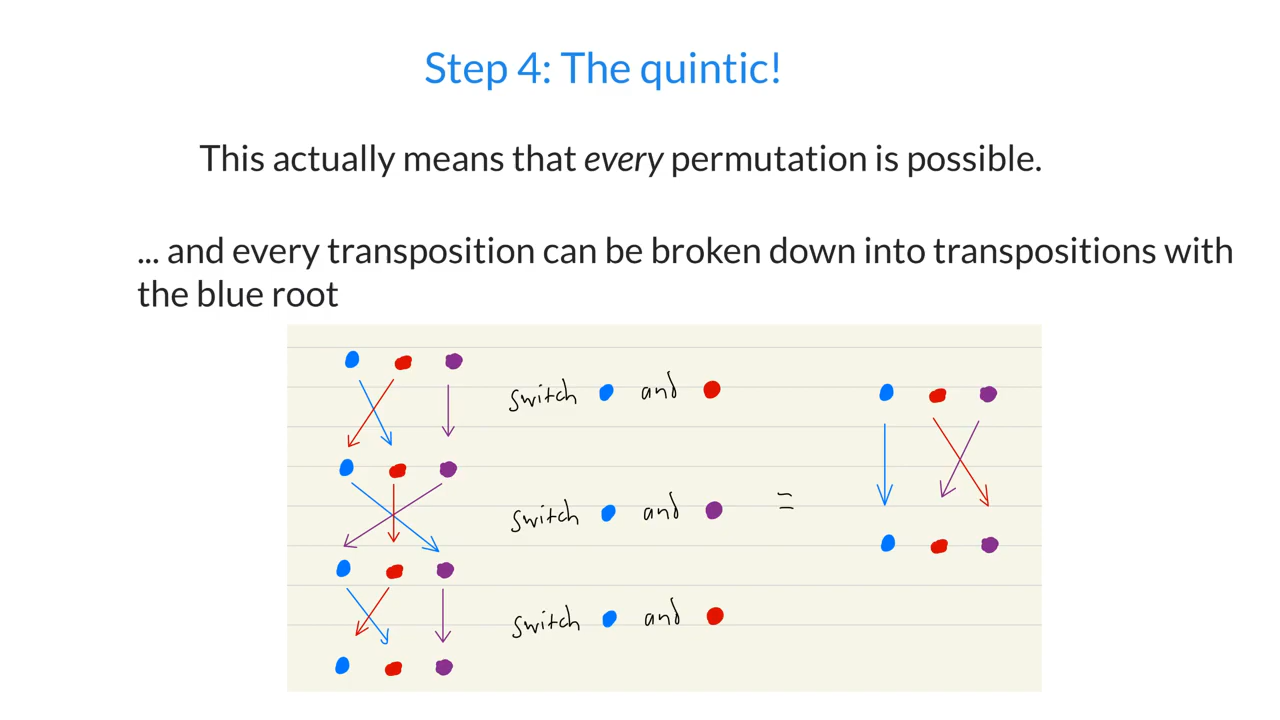 Step 4: The quintic!
This actually means that every permutation is possible.
... and every transposition can be broken down into transpositions with
the blue root
switch and
switch and
=
switch and